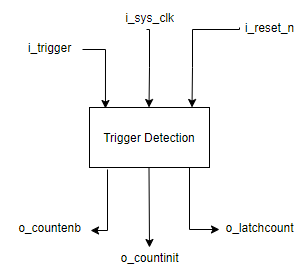 i_sys_clk
i_reset_n
i_trigger
Trigger Detection
o_countenb
o_latchcount
o_countinit